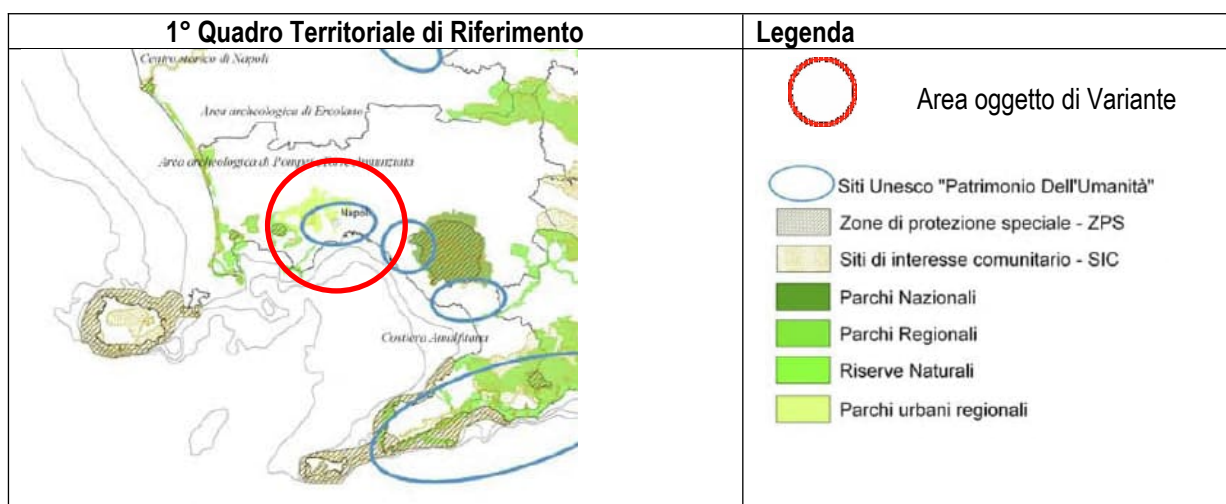 1° Quadro Territoriale di Riferimento
Legenda
Centro storico di Napoli
Area archeologica di Ercolano
Area archeologica di Pompei Torre Annunziata
Napoli
Costiera Amalfitana
Area oggetto di Variante
Siti Unesco "Patrimonio Dell'Umanità"
Zone di protezione speciale - ZPS
Siti di interesse comunitario - SIC
Parchi Nazionali
Parchi Regionali
Riserve Naturali
Parchi urbani regionali